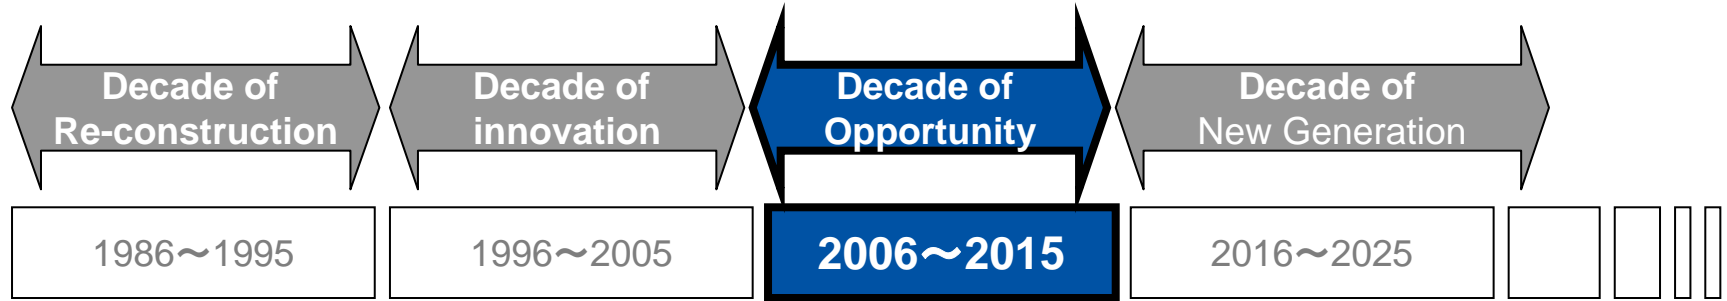 Decade of
Re-construction
Decade of
innovation
Decade of
Opportunity
Decade of
New Generation
1986～1995
1996～2005
2006～2015
2016～2025